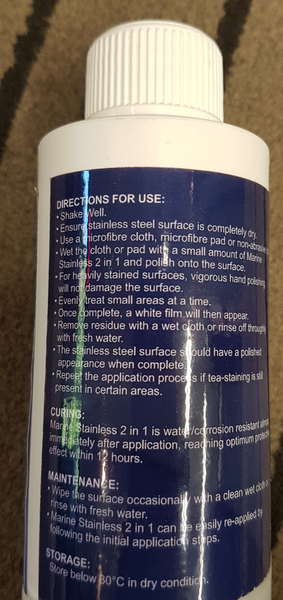 DIRECTIONS FOR USE:
• Shake Well.
• Ensure stainless steel surface is completely dry.
• Use a microfibre cloth, microfibre pad or non-abrasive
• Wet the cloth or pad with a small amount of Marine
Stainless 2 in 1 and polish onto the surface.
• For heavily stained surfaces, vigorous hand polishing
will not damage the surface.
• Evenly treat small areas at a time.
• Once complete, a white film will then appear.
• Remove residue with a wet cloth or rinse off
with fresh water.
• The stainless steel surface should have a polished
appearance when complete.
• Repeat the application process if tea-staining is still
present in certain areas.
CURING:
Marine Stainless 2 in 1 is water/corrosion resistant
immediately after application, reaching optimum
effect within 12 hours.
MAINTENANCE:
• Wipe the surface occasionally with a clean wet cloth
rinse with fresh water.
• Marine Stainless 2 in 1 can be easily re-applied by
following the initial application steps.
STORAGE:
Store below 30°C in dry condition.